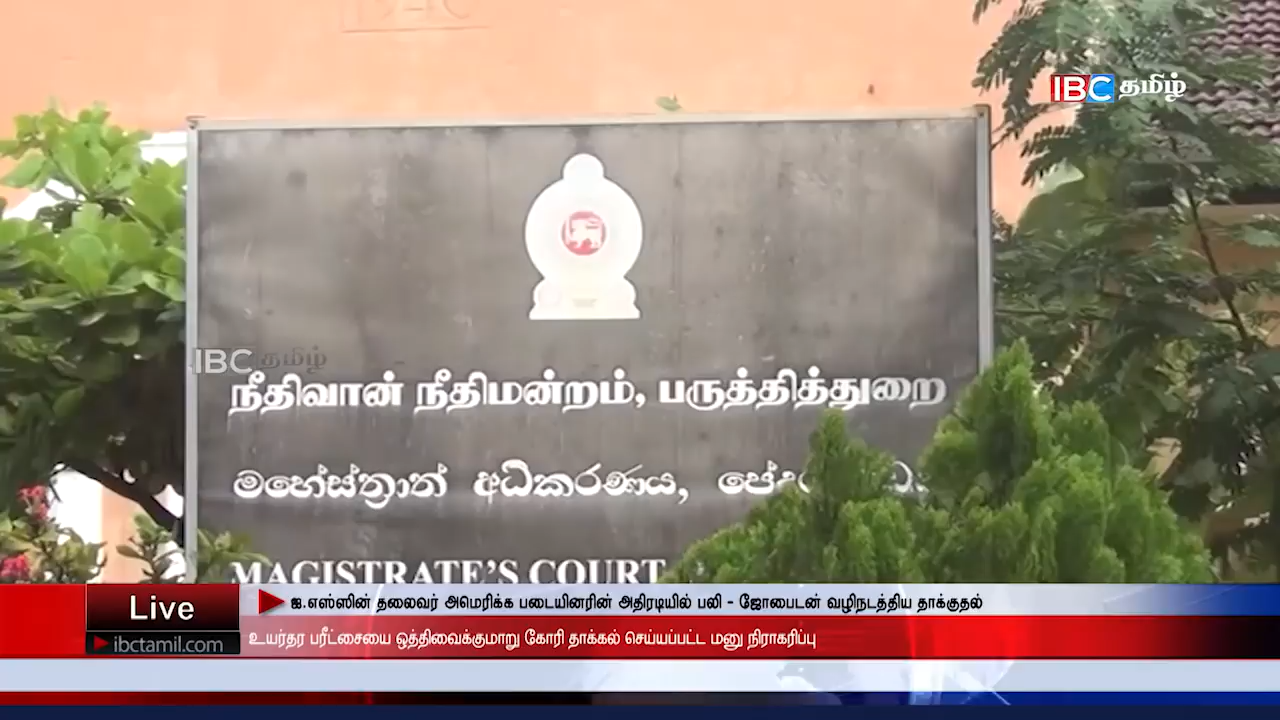 IBC தமிழ்
IBC தமிழ்
நீதிவான் நீதிமன்றம், பருத்தித்துறை
මහේස්ත්‍රාත් අධිකරණය,
MAGISTRATE'S COURT
Live
ஐ.எஸ்ஸின் தலைவர் அமெரிக்க படையினரின் அதிரடியில் பலி - ஜோபைடன் வழிநடத்திய தாக்குதல்
ibctamil.com
உயர்தர பரீட்சையை ஒத்திவைக்குமாறு கோரி தாக்கல் செய்யப்பட்ட மனு நிராகரிப்பு